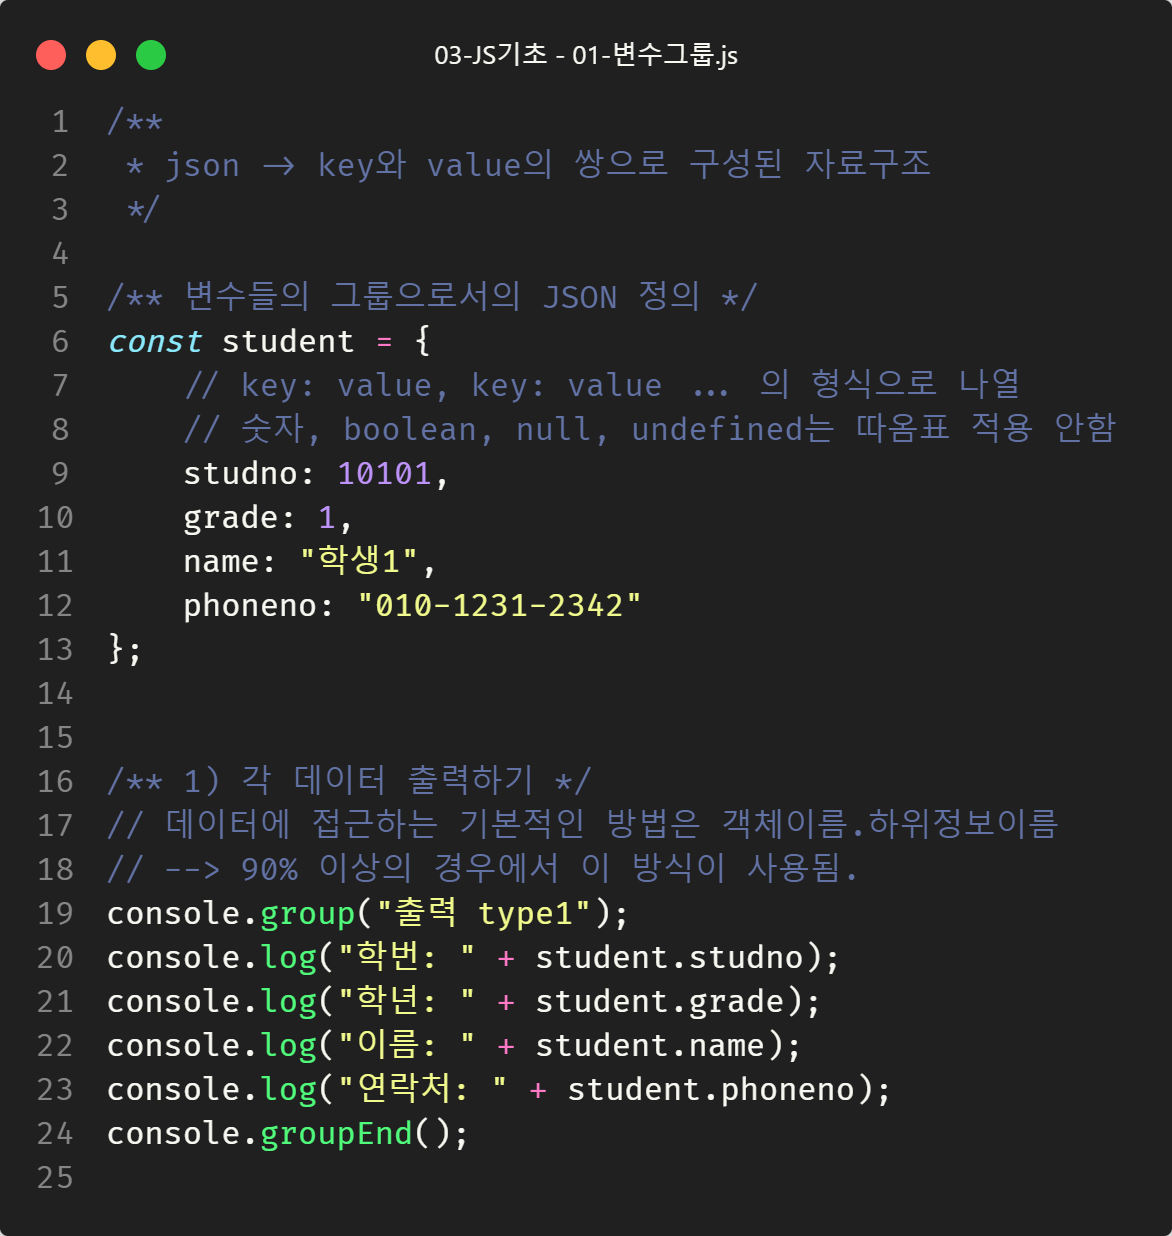 03-JS기초 - 01-변수그룹.js
1 /**
2  * json -> key와 value의 쌍으로 구성된 자료구조
3  */
4
5 /** 변수들의 그룹으로서의 JSON 정의 */
6 const student = {
7     // key: value, key: value ... 의 형식으로 나열
8     // 숫자, boolean, null, undefined는 따옴표 적용 안함
9     studno: 10101,
10     grade: 1,
11     name: "학생1",
12     phoneno: "010-1231-2342"
13 };
14
15
16 /** 1) 각 데이터 출력하기 */
17 // 데이터에 접근하는 기본적인 방법은 객체이름.하위정보이름
18 // --> 90% 이상의 경우에서 이 방식이 사용됨.
19 console.group("출력 type1");
20 console.log("학번: " + student.studno);
21 console.log("학년: " + student.grade);
22 console.log("이름: " + student.name);
23 console.log("연락처: " + student.phoneno);
24 console.groupEnd();
25